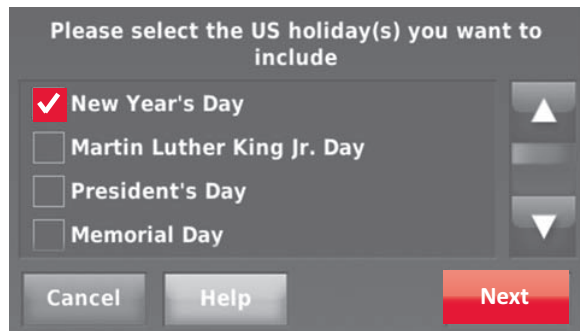 Please select the US holiday(s) you want to
include
New Year's Day
Martin Luther King Jr. Day
President's Day
Memorial Day
Cancel Help Next